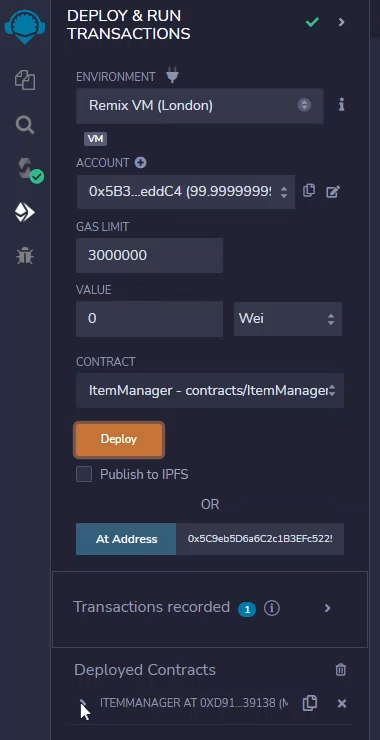 DEPLOY & RUN
TRANSACTIONS
ENVIRONMENT
Remix VM (London)
VM
ACCOUNT
0x5B3...eddC4 (99.99999999
GAS LIMIT
3000000
VALUE
0
Wei
CONTRACT
ItemManager - contracts/ItemManager
Deploy
Publish to IPFS
OR
At Address
0x5C9eb5D6a6C2c1B3EFc522
Transactions recorded 1
Deployed Contracts
ITEMMANAGER AT 0XD91...39138 (M